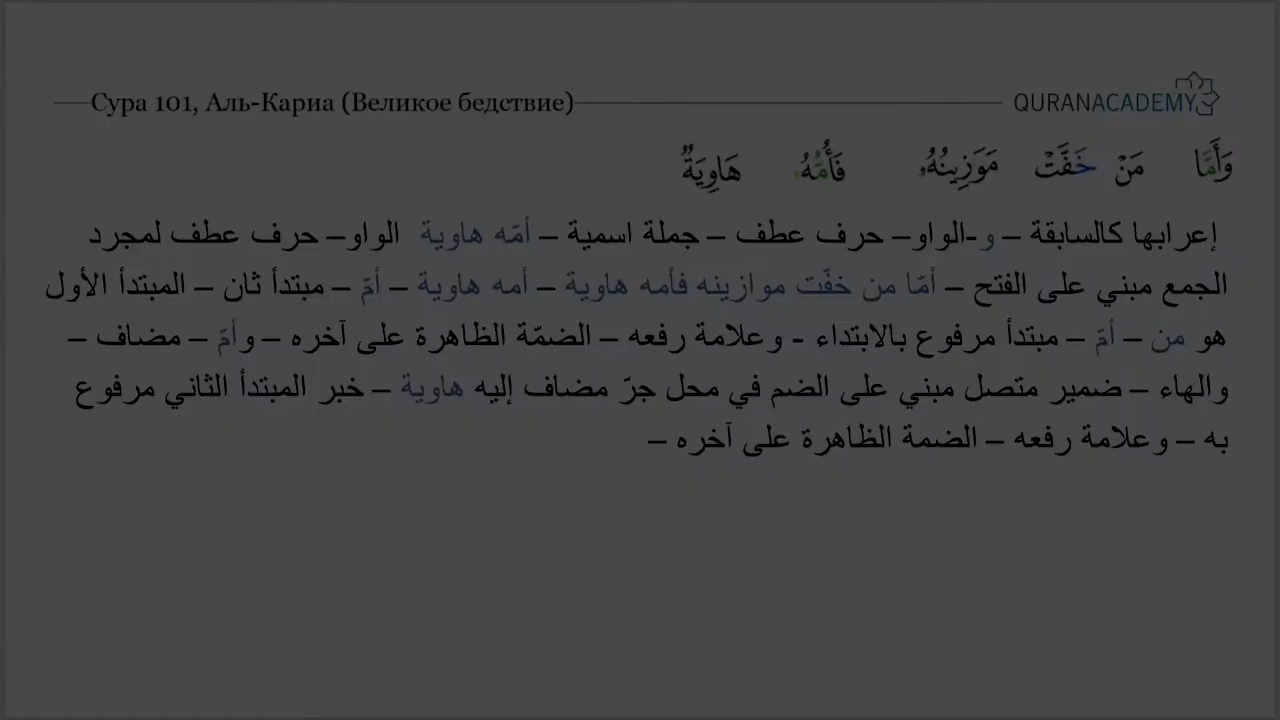 Сура 101, Аль-Кариа (Великое бедствие)
QURANACADEMY
وَأَمَّا مَنْ خَفَّتْ مَوَٰزِينُهُۥ فَأُمُّهُۥ هَاوِيَةٌ
إعرابها كالسابقة – و-الواو– حرف عطف – جملة اسمية – أمّه هاوية الواو– حرف عطف لمجرد
الجمع مبني على الفتح – أمّا من خفّت موازينه فأمه هاوية – أمه هاوية – أمّ – مبتدأ ثان – المبتدأ الأول
هو من – أمّ – مبتدأ مرفوع بالابتداء - وعلامة رفعه – الضمّة الظاهرة على آخره – وأمّ – مضاف –
والهاء – ضمير متصل مبني على الضم في محل جرّ مضاف إليه هاوية – خبر المبتدأ الثاني مرفوع
به – وعلامة رفعه – الضمة الظاهرة على آخره –